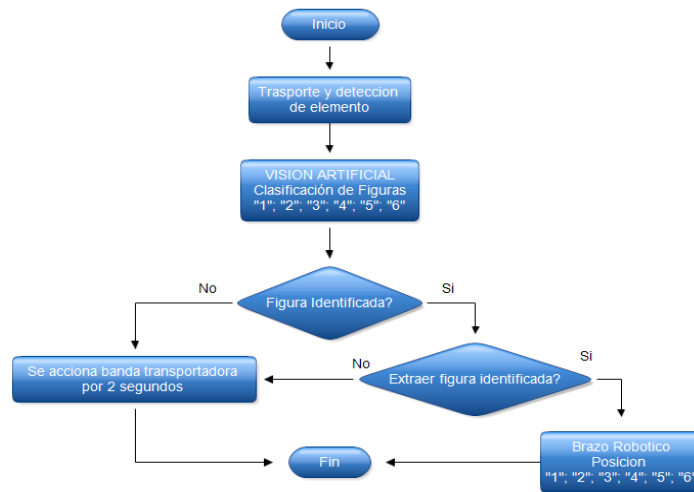 Inicio
Trasporte y deteccion
de elemento
VISION ARTIFICIAL
Clasificación de Figuras
"1"; "2"; "3"; "4"; "5"; "6"
No
Figura Identificada?
Si
Se acciona banda transportadora
por 2 segundos
No
Extraer figura identificada?
Si
Fin
Brazo Robotico
Posicion
"1"; "2"; "3"; "4"; "5"; "6"